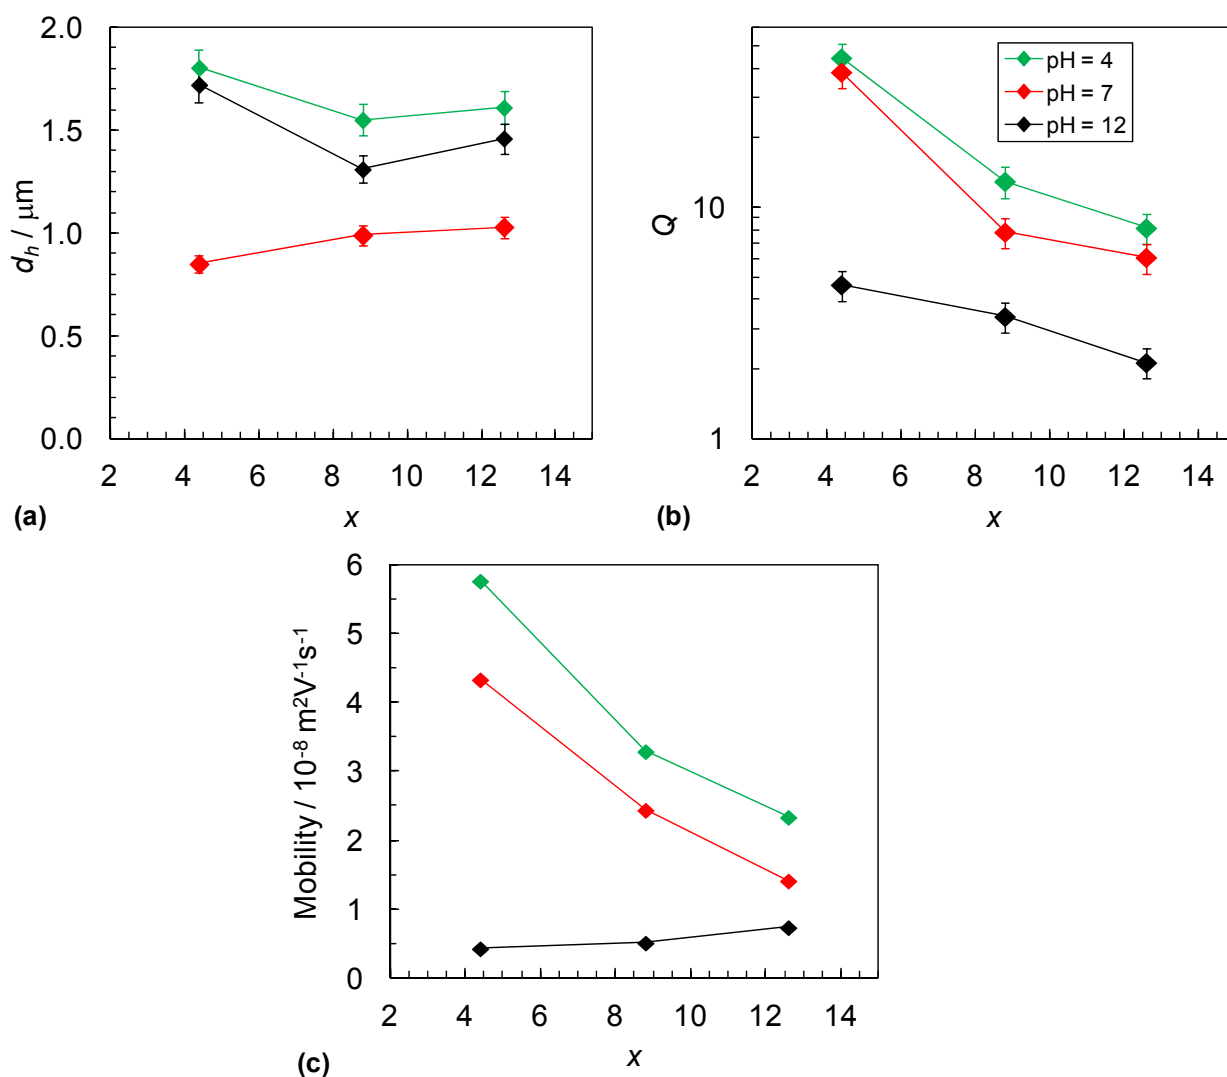 2.0
1.5
1.0
0.5
0.0
2 4 6 8 10 12 14
dₕ / μm
x
(a)
10
1
2 4 6 8 10 12 14
Q
x
pH = 4
pH = 7
pH = 12
(b)
6
5
4
3
2
1
0
2 4 6 8 10 12 14
Mobility / 10⁻⁸ m²V⁻¹s⁻¹
x
(c)